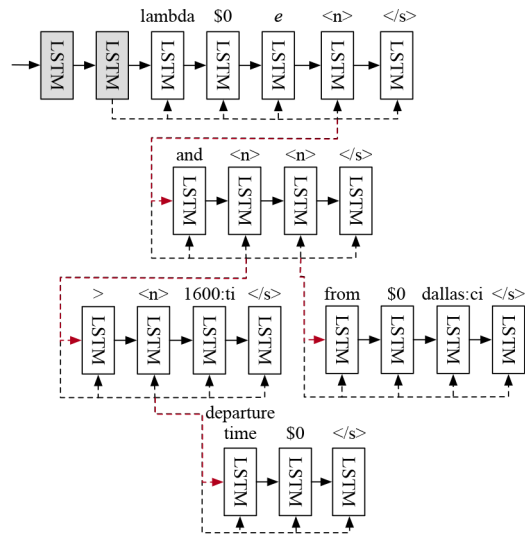 lambda $0 e <n> </s>
LSTM LSTM LSTM LSTM LSTM LSTM LSTM
and <n> <n> </s>
LSTM LSTM LSTM LSTM
> <n> 1600:ti </s> from $0 dallas:ci </s>
LSTM LSTM LSTM LSTM LSTM LSTM LSTM LSTM
departure
time $0 </s>
LSTM LSTM LSTM